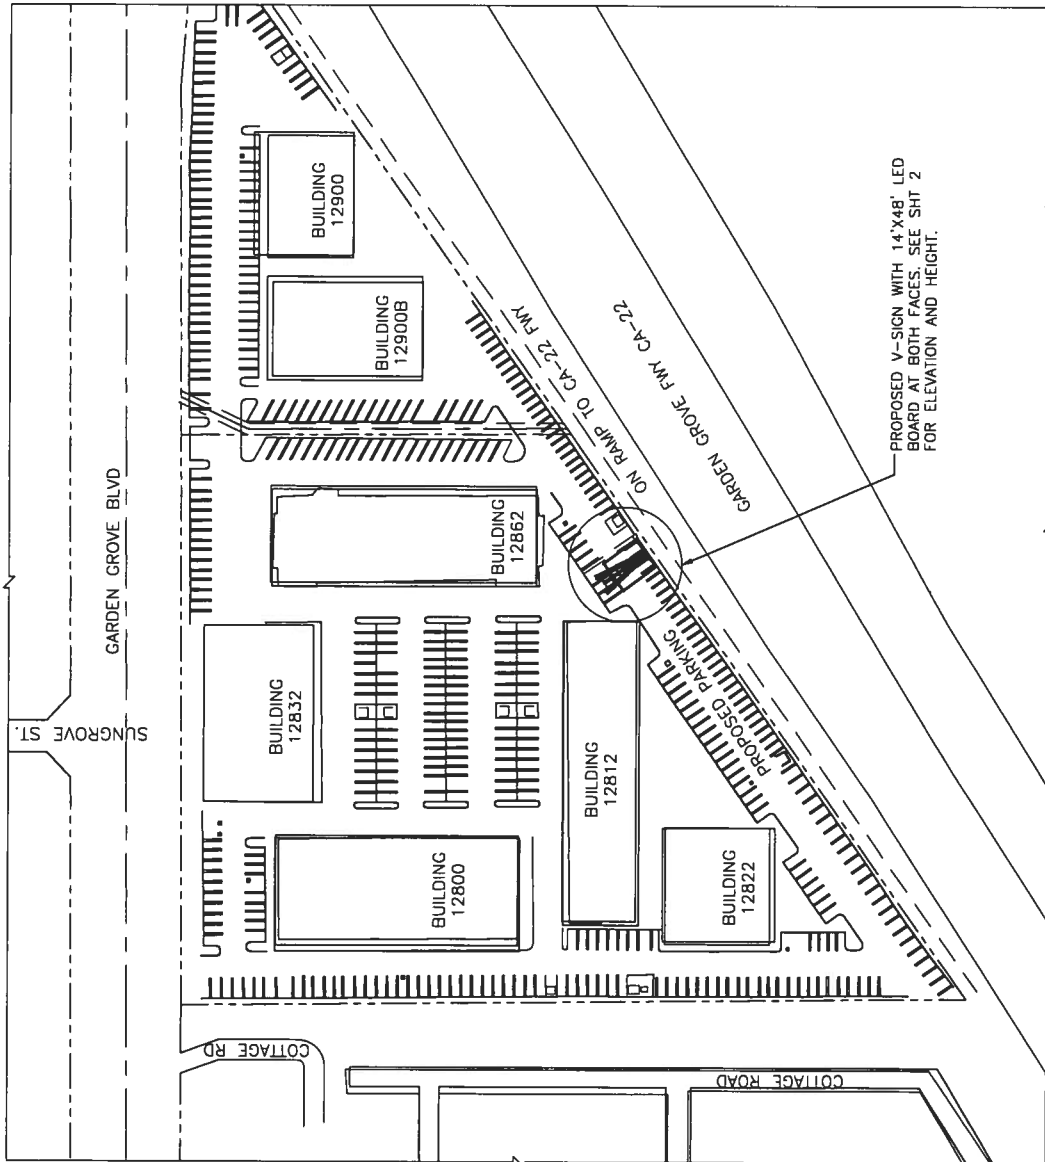 SUNGROVE ST.
GARDEN GROVE BLVD
BUILDING
12900
BUILDING
12900B
BUILDING
12862
BUILDING
12832
BUILDING
12800
BUILDING
12812
BUILDING
12822
PROPOSED PARKING
ON RAMP TO CA-22 FWY
GARDEN GROVE FWY CA-22
PROPOSED V-SIGN WITH 14'X48' LED
BOARD AT BOTH FACES. SEE SHT 2
FOR ELEVATION AND HEIGHT.
COTTAGE RD
COTTAGE ROAD